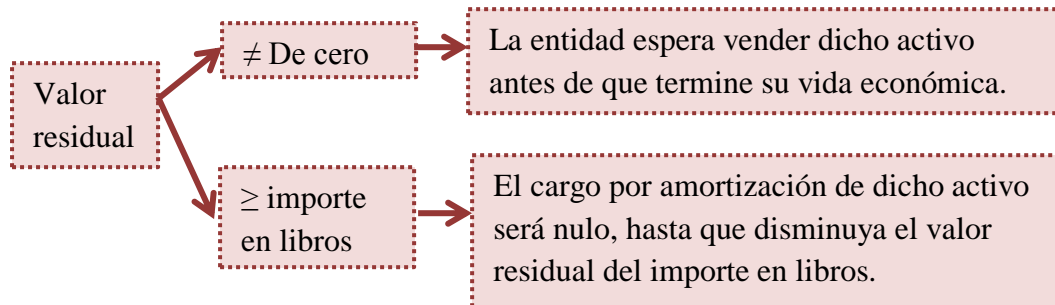 Valor
residual
≠ De cero
La entidad espera vender dicho activo
antes de que termine su vida económica.
≥ importe
en libros
El cargo por amortización de dicho activo
será nulo, hasta que disminuya el valor
residual del importe en libros.